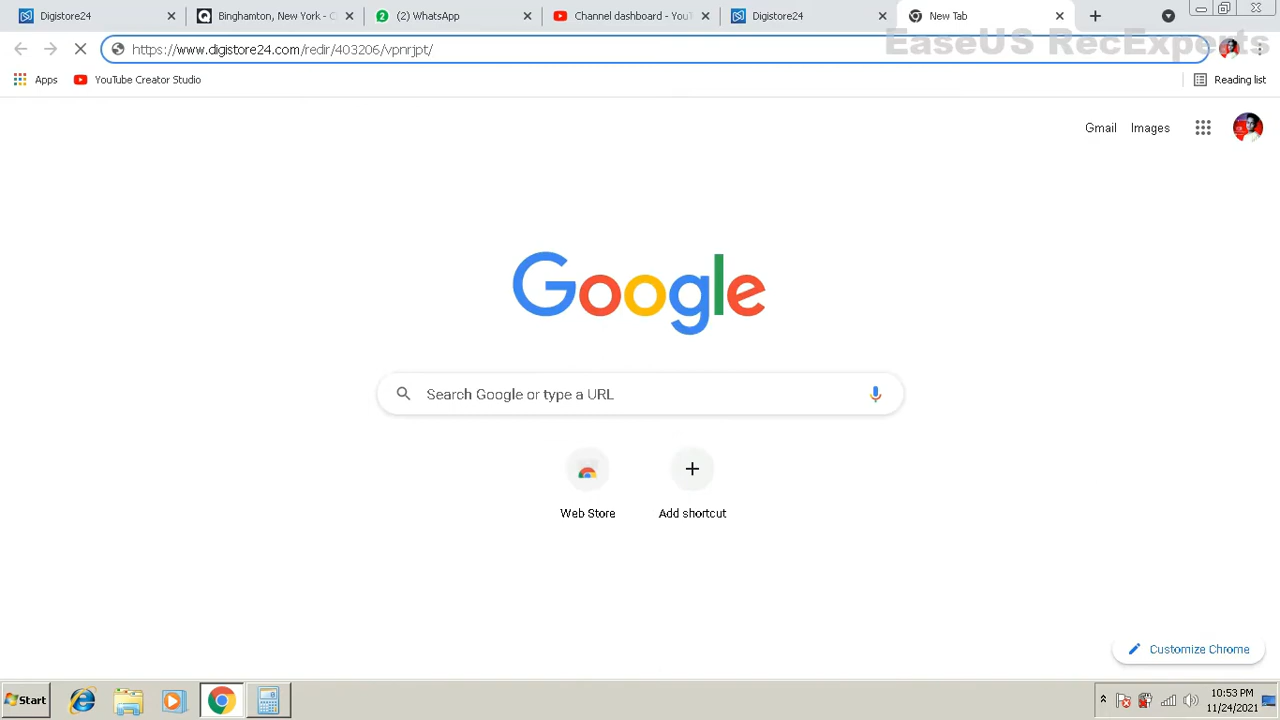 Digistore24
Binghamton, New York - C
(2) WhatsApp
Channel dashboard - YouT
Digistore24
New Tab
https://www.digistore24.com/redir/403206/vpnrjpt/
EaseUS RecExperts
Apps
YouTube Creator Studio
Reading list
Gmail
Images
Google
Search Google or type a URL
Web Store
Add shortcut
Customize Chrome
Start
10:53 PM
11/24/2021